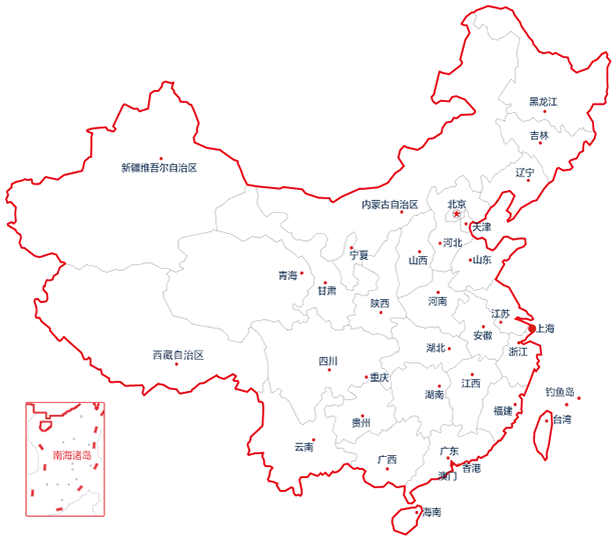 黑龙江
吉林
辽宁
新疆维吾尔自治区
内蒙古自治区
北京
天津
河北
宁夏
山西
山东
青海
甘肃
陕西
河南
江苏
上海
安徽
湖北
浙江
西藏自治区
四川
重庆
江西
湖南
钓鱼岛
福建
台湾
贵州
云南
广西
广东
香港
澳门
南海诸岛
海南